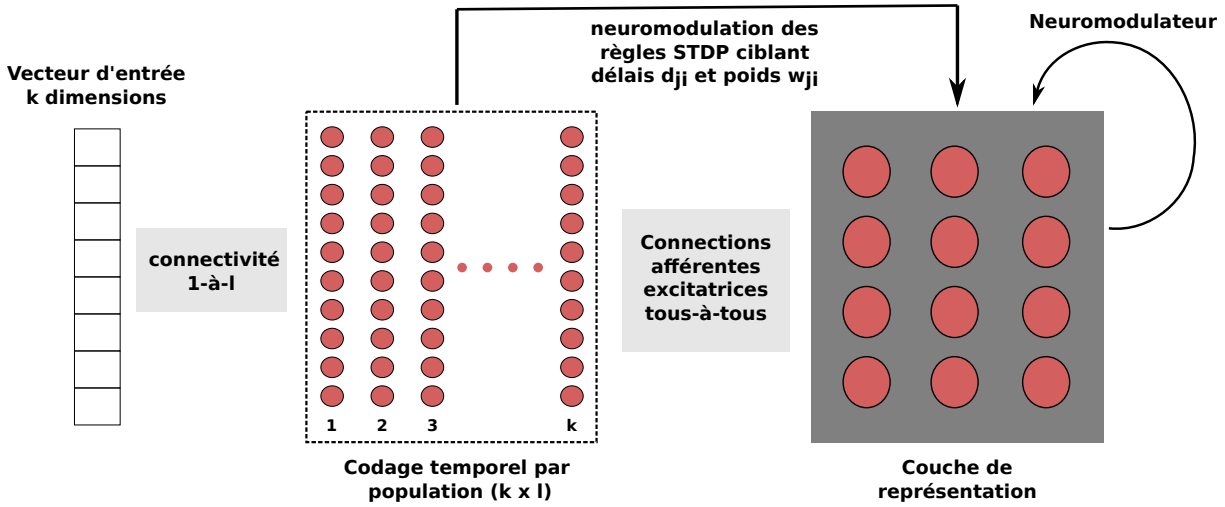 Vecteur d'entrée
k dimensions
connectivité
1-à-l
1 2 3 k
Codage temporel par
population (k x l)
neuromodulation des
règles STDP ciblant
délais dji et poids wji
Connections
afférentes
excitatrices
tous-à-tous
Neuromodulateur
Couche de
représentation